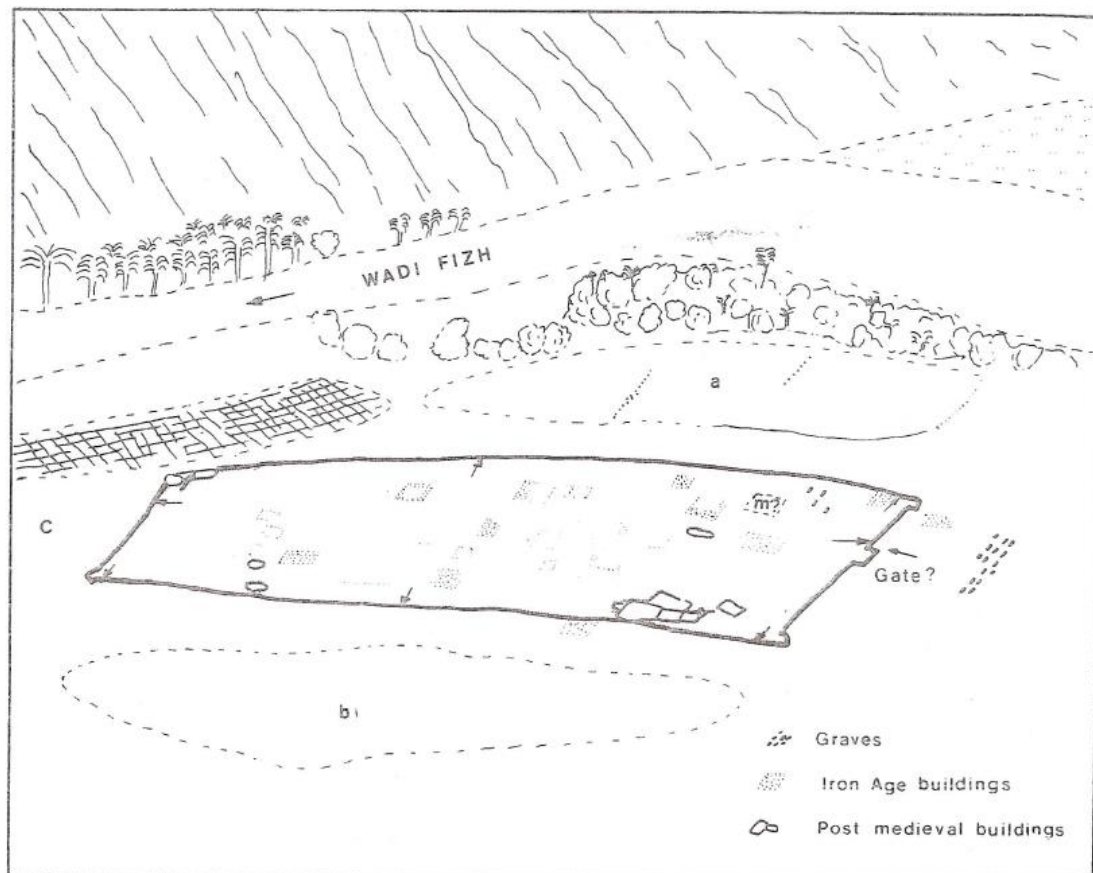 WADI FIZH
a
m
C
Gate?
b
Graves
Iron Age buildings
Post medieval buildings